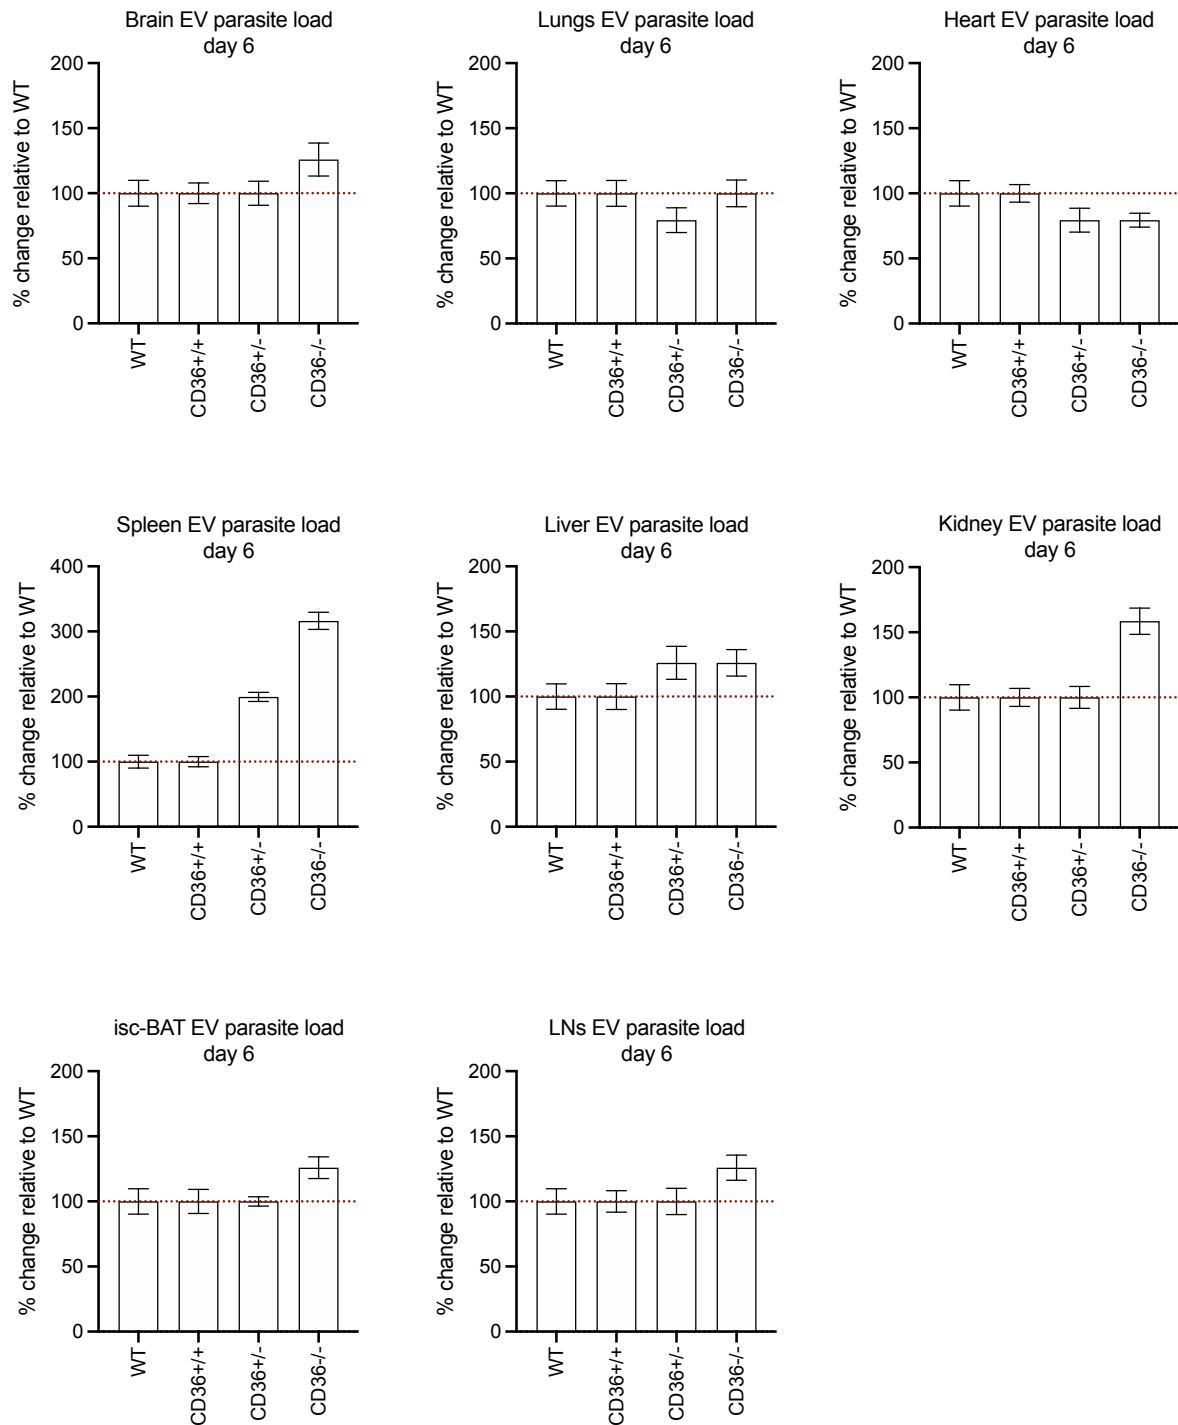 Brain EV parasite load
day 6
% change relative to WT
200
150
100
50
0
WT
CD36+/+
CD36+/-
CD36-/-
Lungs EV parasite load
day 6
% change relative to WT
200
150
100
50
0
WT
CD36+/+
CD36+/-
CD36-/-
Heart EV parasite load
day 6
% change relative to WT
200
150
100
50
0
WT
CD36+/+
CD36+/-
CD36-/-
Spleen EV parasite load
day 6
% change relative to WT
400
300
200
100
0
WT
CD36+/+
CD36+/-
CD36-/-
Liver EV parasite load
day 6
% change relative to WT
200
150
100
50
0
WT
CD36+/+
CD36+/-
CD36-/-
Kidney EV parasite load
day 6
% change relative to WT
200
150
100
50
0
WT
CD36+/+
CD36+/-
CD36-/-
isc-BAT EV parasite load
day 6
% change relative to WT
200
150
100
50
0
WT
CD36+/+
CD36+/-
CD36-/-
LNs EV parasite load
day 6
% change relative to WT
200
150
100
50
0
WT
CD36+/+
CD36+/-
CD36-/-